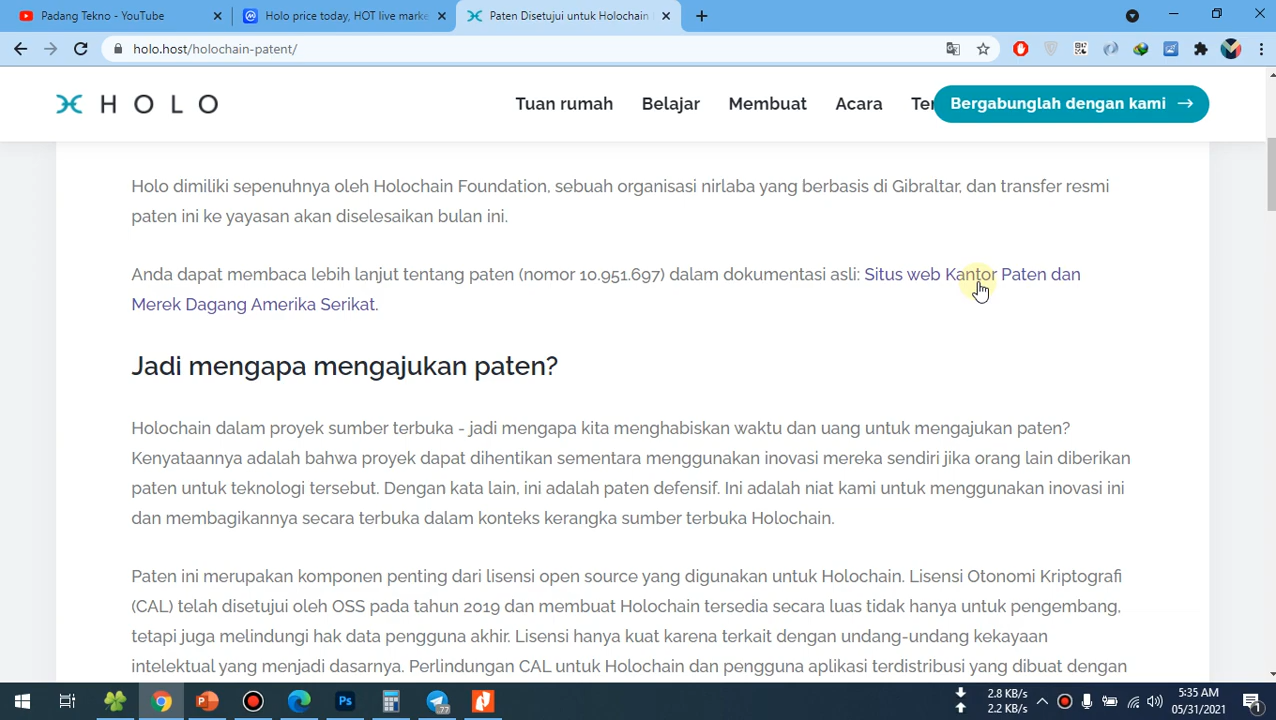 Padang Tekno - YouTube
Holo price today, HOT live marke
Paten Disetujui untuk Holochain
holo.host/holochain-patent/
HOLO
Tuan rumah
Belajar
Membuat
Acara
Ter
Bergabunglah dengan kami →
Holo dimiliki sepenuhnya oleh Holochain Foundation, sebuah organisasi nirlaba yang berbasis di Gibraltar, dan transfer resmi
paten ini ke yayasan akan diselesaikan bulan ini.
Anda dapat membaca lebih lanjut tentang paten (nomor 10.951.697) dalam dokumentasi asli: Situs web Kantor Paten dan
Merek Dagang Amerika Serikat.
Jadi mengapa mengajukan paten?
Holochain dalam proyek sumber terbuka - jadi mengapa kita menghabiskan waktu dan uang untuk mengajukan paten?
Kenyataannya adalah bahwa proyek dapat dihentikan sementara menggunakan inovasi mereka sendiri jika orang lain diberikan
paten untuk teknologi tersebut. Dengan kata lain, ini adalah paten defensif. Ini adalah niat kami untuk menggunakan inovasi ini
dan membagikannya secara terbuka dalam konteks kerangka sumber terbuka Holochain.
Paten ini merupakan komponen penting dari lisensi open source yang digunakan untuk Holochain. Lisensi Otonomi Kriptografi
(CAL) telah disetujui oleh OSS pada tahun 2019 dan membuat Holochain tersedia secara luas tidak hanya untuk pengembang,
tetapi juga melindungi hak data pengguna akhir. Lisensi hanya kuat karena terkait dengan undang-undang kekayaan
intelektual yang menjadi dasarnya. Perlindungan CAL untuk Holochain dan pengguna aplikasi terdistribusi yang dibuat dengan
2.8 KB/s
2.2 KB/s
5:35 AM
05/31/2021